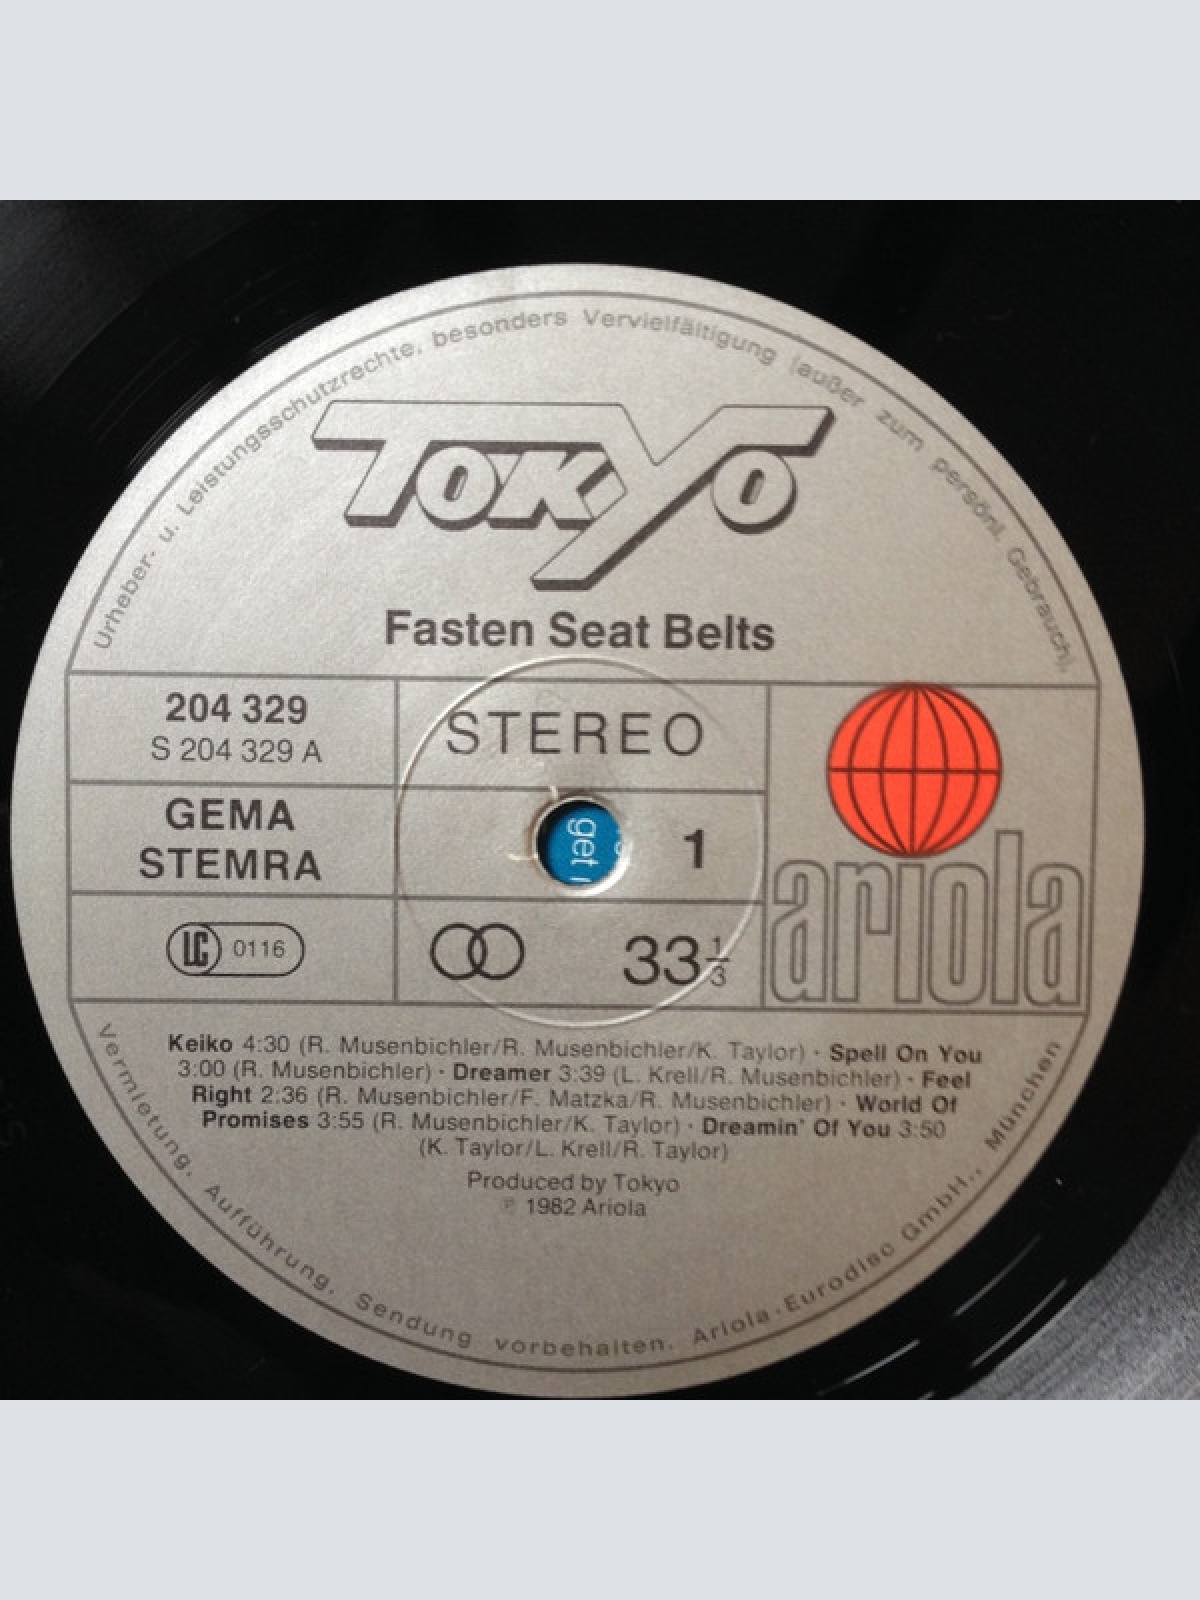 Urheber- u. Leistungsschutzrechte, besonders Vervielfältigung (außer zum persönl. Gebrauch),
TOKYO
Fasten Seat Belts
204 329
S 204 329 A
STEREO
GEMA
STEMRA
get
1
LC 0116
33 1/3
ariola
Keiko 4:30 (R. Musenbichler/R. Musenbichler/K. Taylor) · Spell On You
3:00 (R. Musenbichler) · Dreamer 3:39 (L. Krell/R. Musenbichler) · Feel
Right 2:36 (R. Musenbichler/F. Matzka/R. Musenbichler) · World Of
Promises 3:55 (R. Musenbichler/K. Taylor) · Dreamin' Of You 3:50
(K. Taylor/L. Krell/R. Taylor)
Produced by Tokyo
℗ 1982 Ariola
Vermietung, Aufführung, Sendung vorbehalten. Ariola-Eurodisc GmbH., München